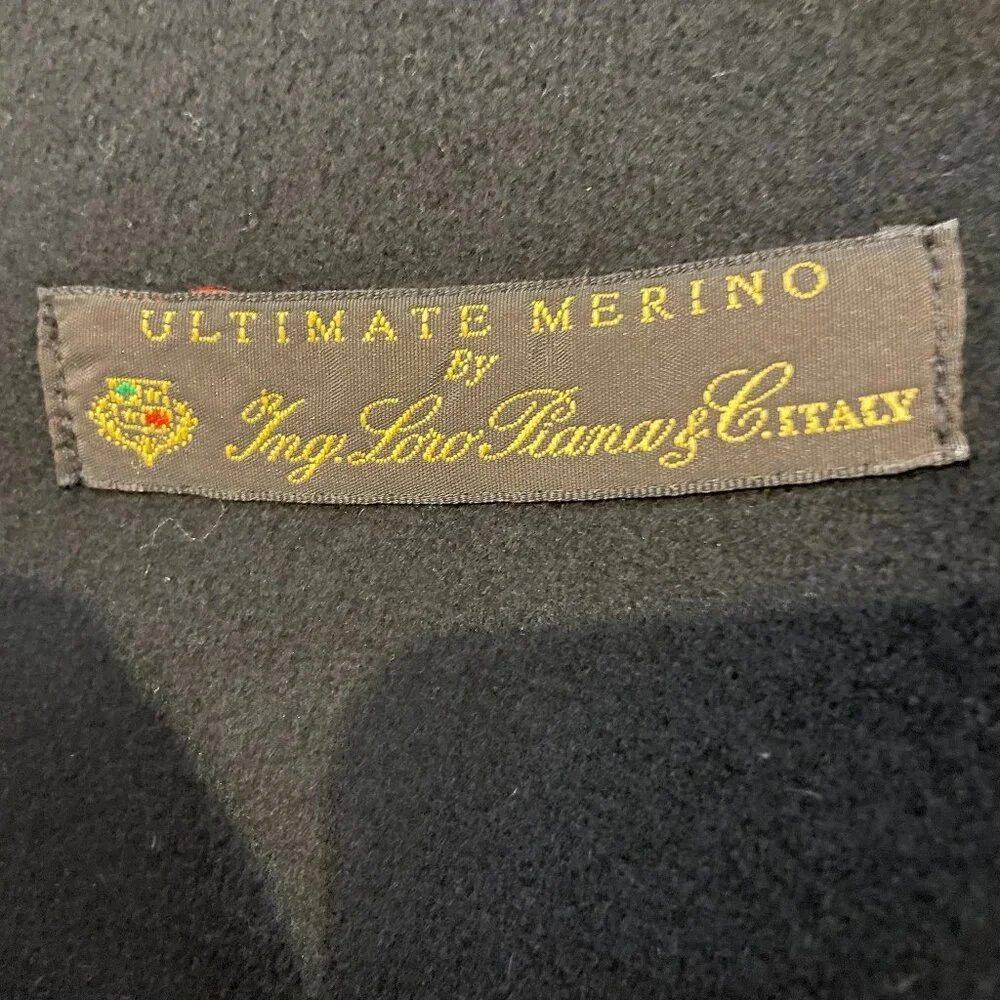 ULTIMATE MERINO
By
Ing. Loro Piana & C. ITALY